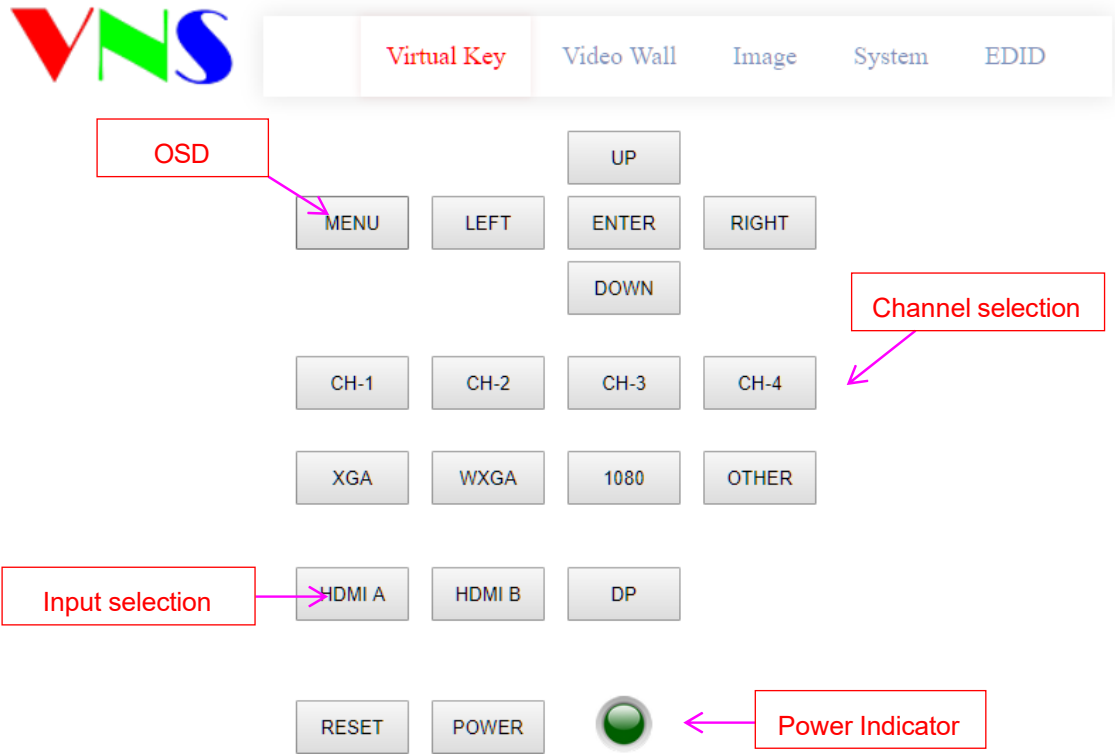 VNS
Virtual Key Video Wall Image System EDID
OSD
UP
MENU LEFT ENTER RIGHT
DOWN
Channel selection
CH-1 CH-2 CH-3 CH-4
XGA WXGA 1080 OTHER
Input selection
HDMI A HDMI B DP
RESET POWER
Power Indicator